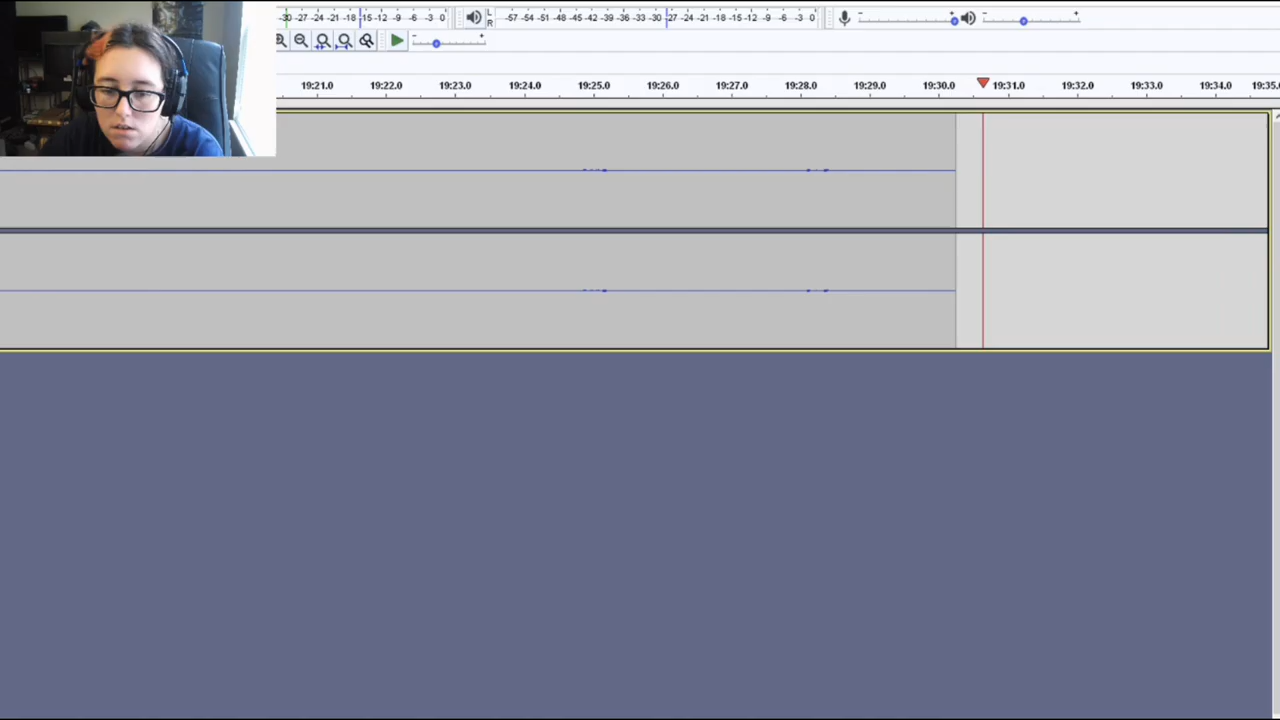 -30 -27 -24 -21 -18 -15 -12 -9 -6 -3 0 L -57 -54 -51 -48 -45 -42 -39 -36 -33 -30 -27 -24 -21 -18 -15 -12 -9 -6 -3 0 - + - +
R
- +
19:21.0 19:22.0 19:23.0 19:24.0 19:25.0 19:26.0 19:27.0 19:28.0 19:29.0 19:30.0 19:31.0 19:32.0 19:33.0 19:34.0 19:35.0